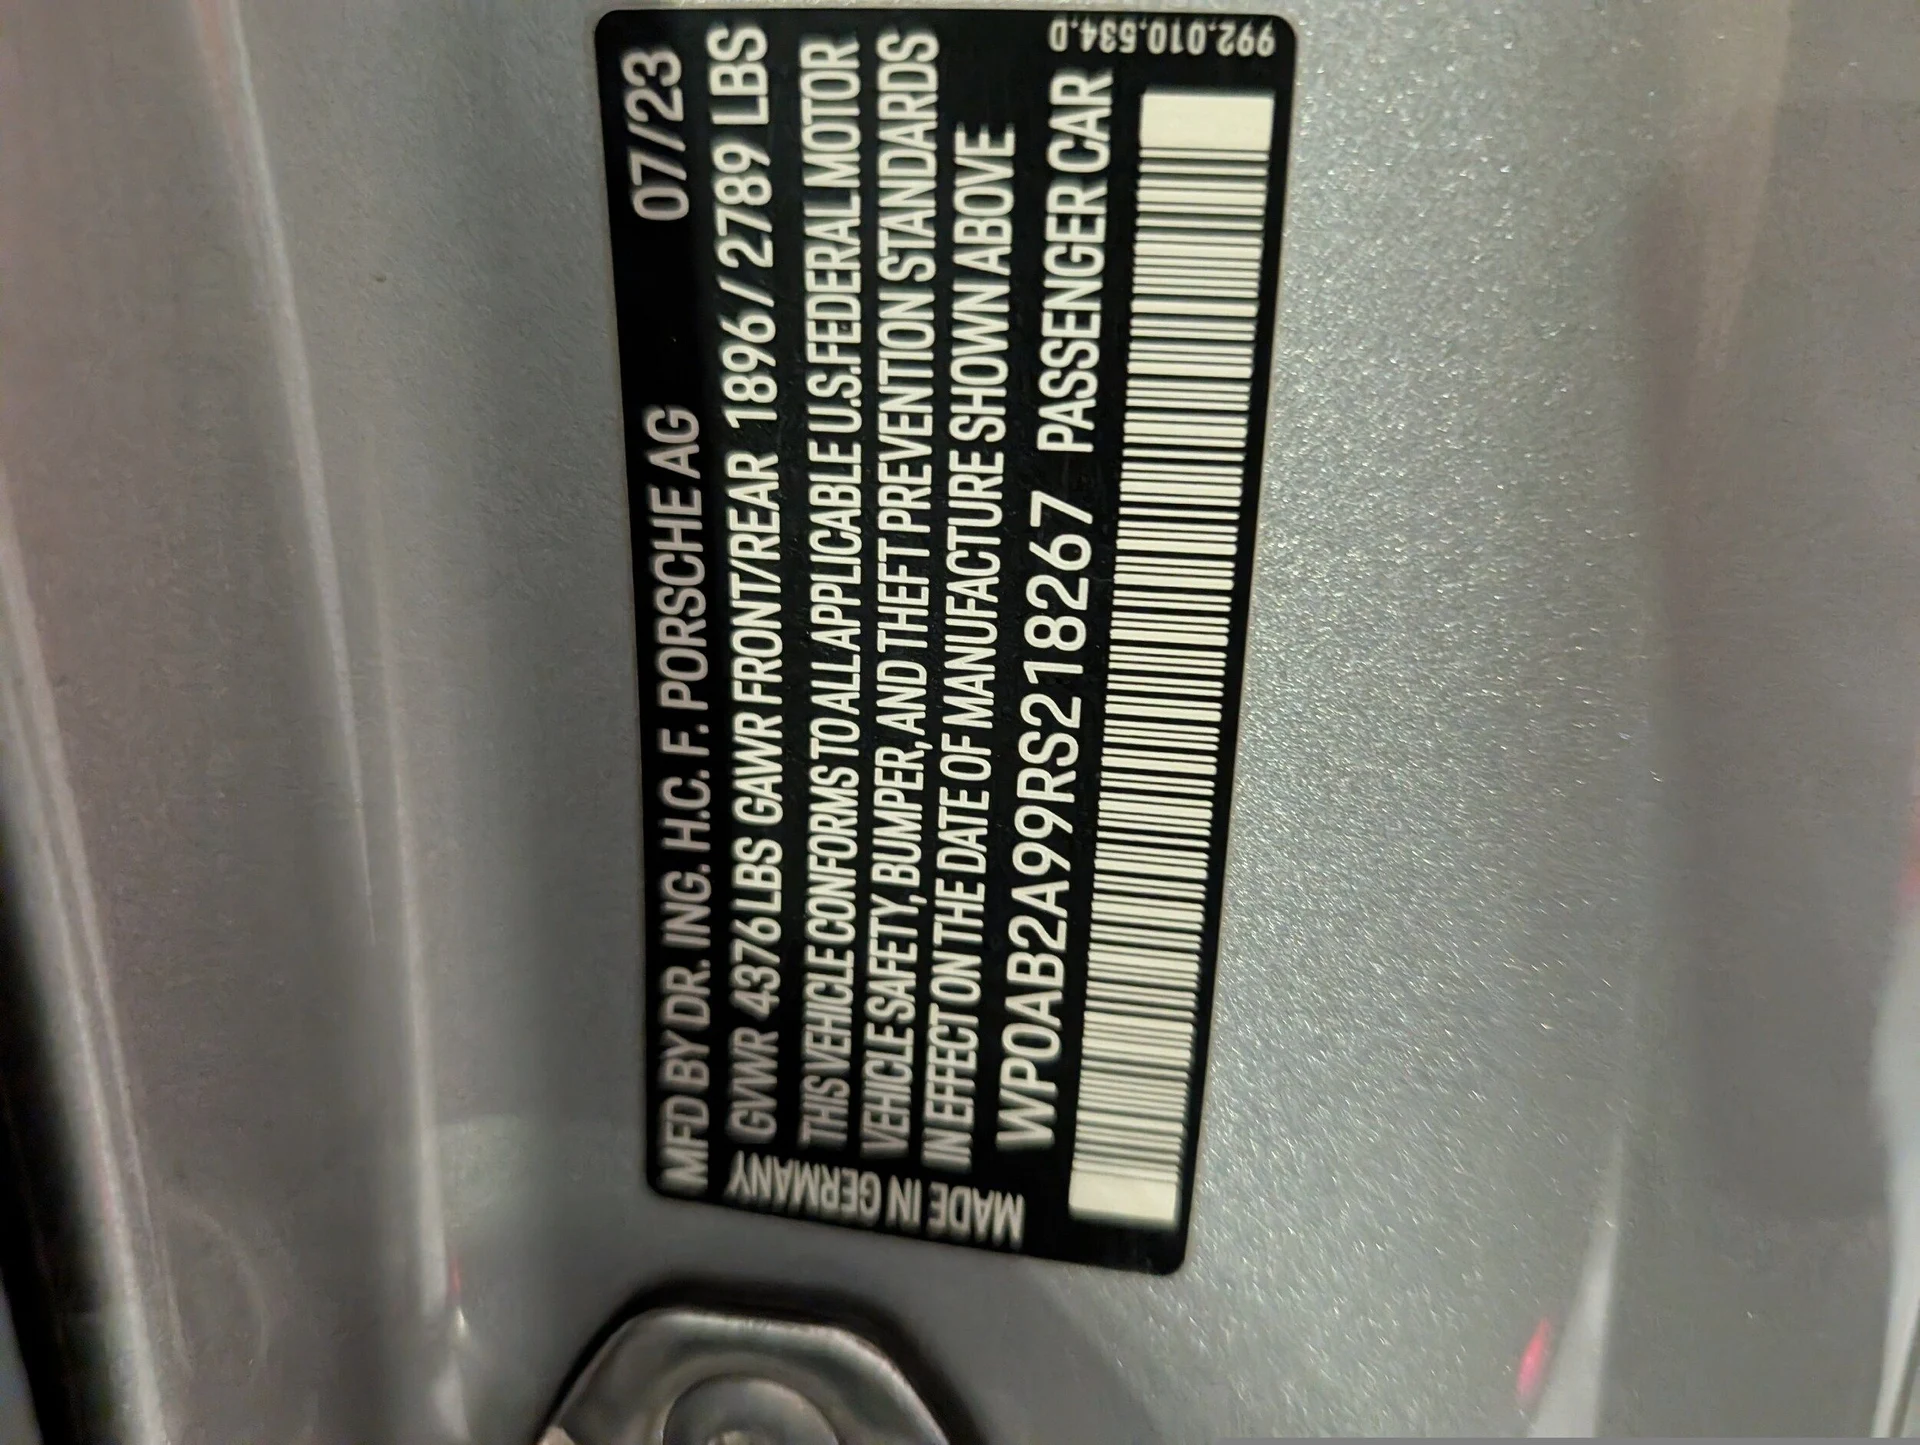 MFD BY DR. ING. H.C. F. PORSCHE AG 07/23
GVWR 4376 LBS GAWR FRONT/REAR 1896/2789 LBS
THIS VEHICLE CONFORMS TO ALL APPLICABLE U.S. FEDERAL MOTOR
VEHICLE SAFETY, BUMPER, AND THEFT PREVENTION STANDARDS
IN EFFECT ON THE DATE OF MANUFACTURE SHOWN ABOVE
WP0AB2A99RS218267 PASSENGER CAR
MADE IN GERMANY
992.010.534.D